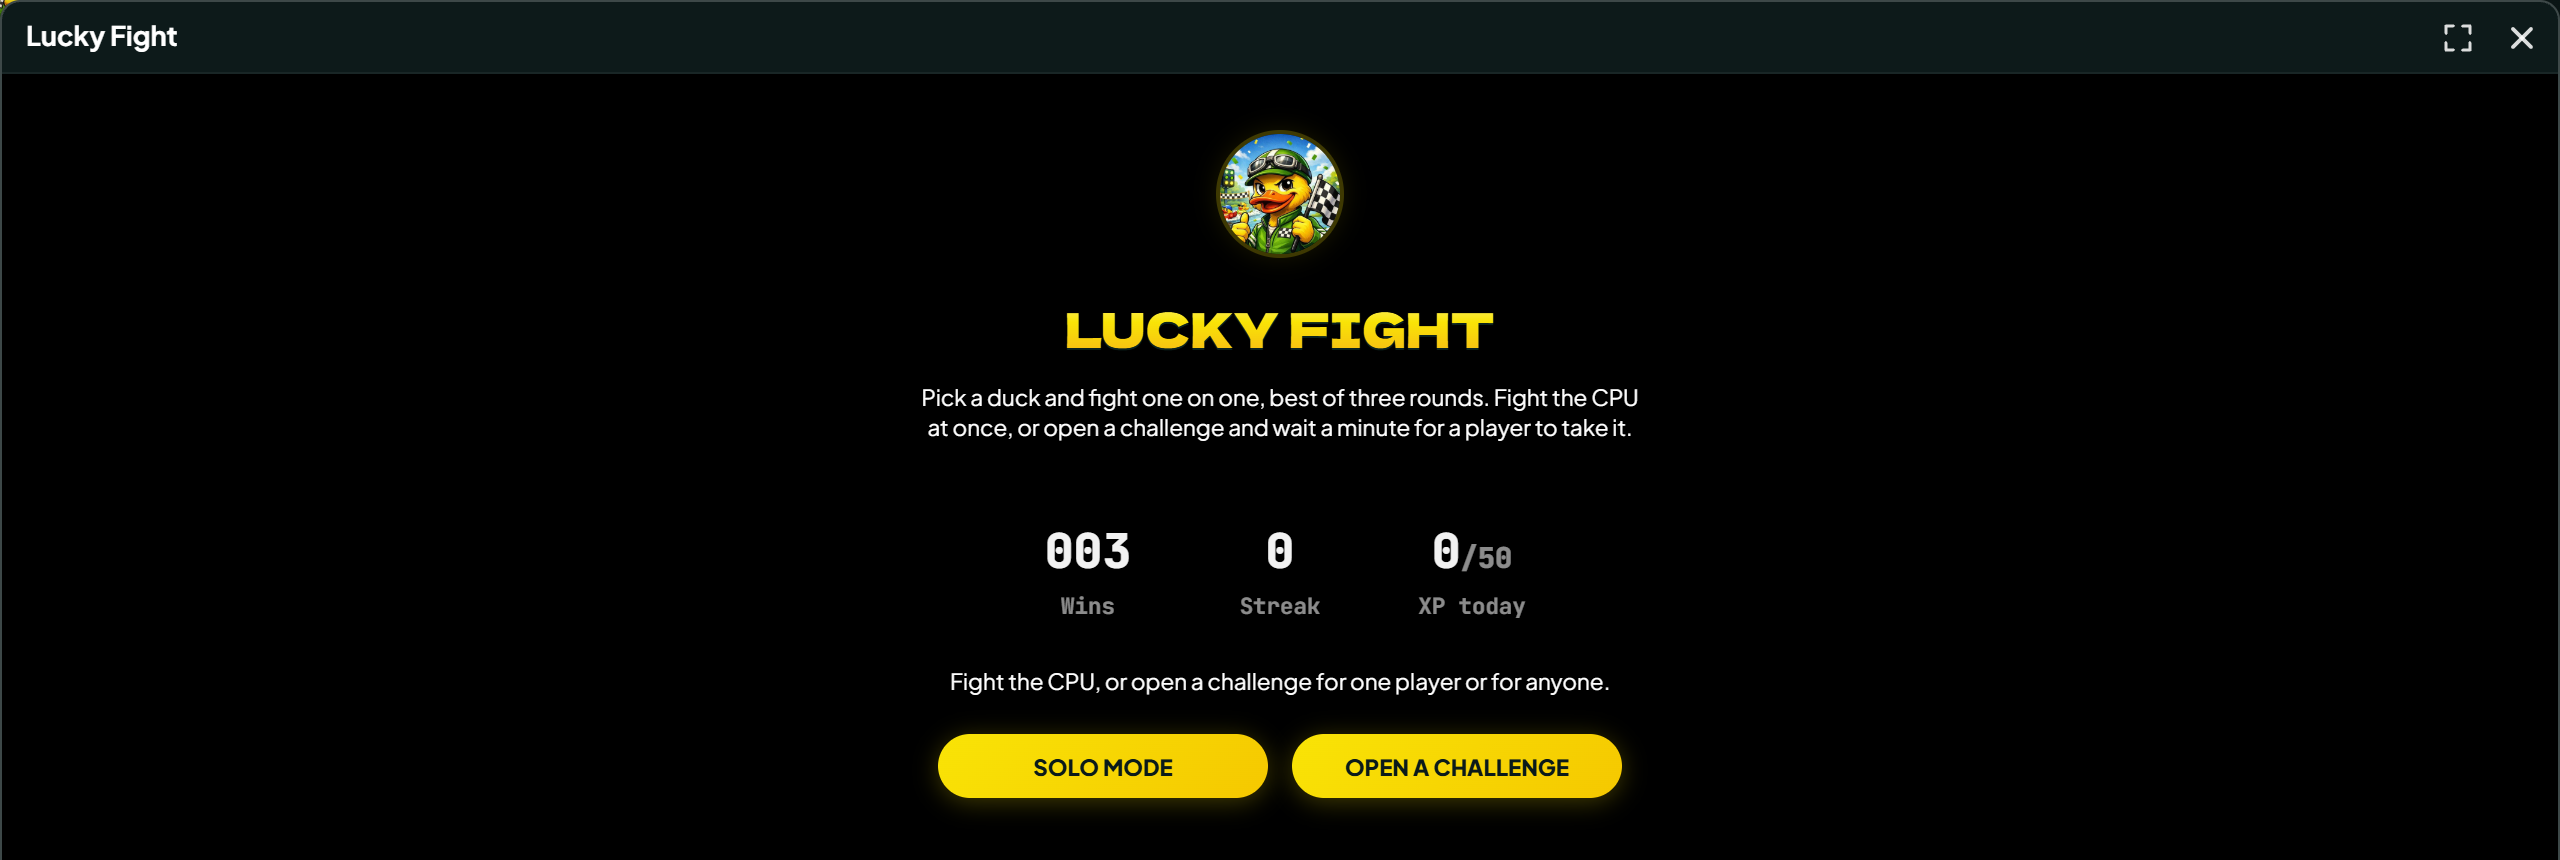 Lucky Fight
LUCKY FIGHT
Pick a duck and fight one on one, best of three rounds. Fight the CPU
at once, or open a challenge and wait a minute for a player to take it.
003 0 0/50
Wins Streak XP today
Fight the CPU, or open a challenge for one player or for anyone.
SOLO MODE OPEN A CHALLENGE